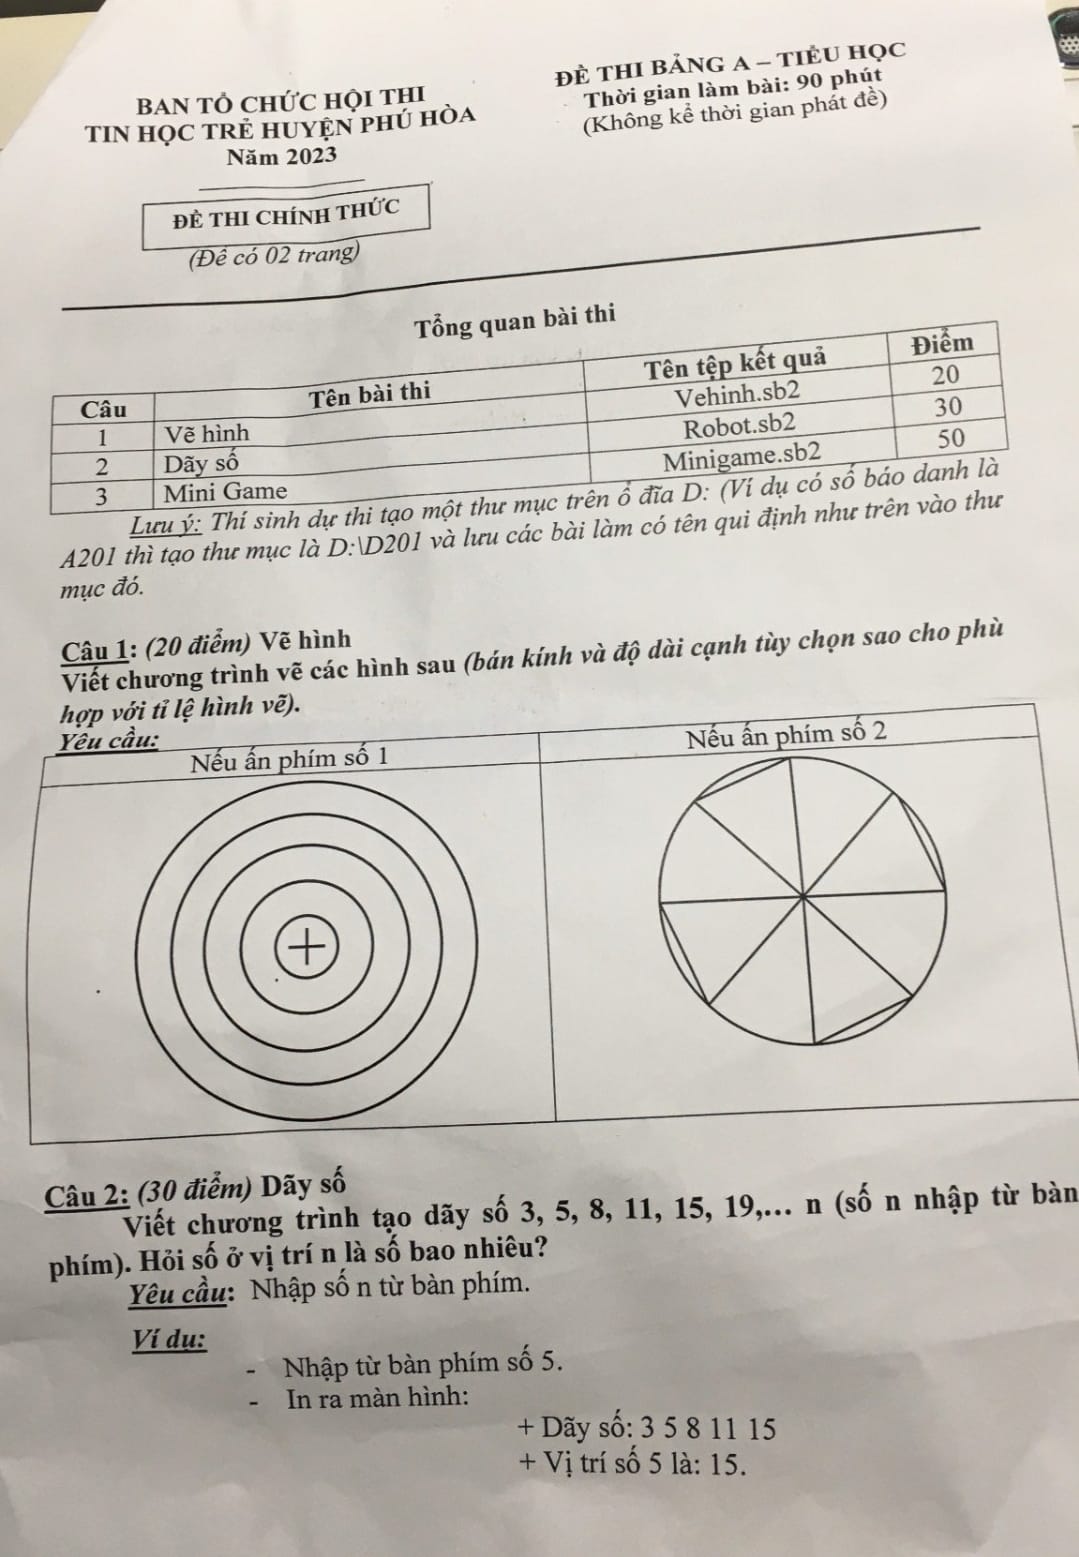 BAN TỔ CHỨC HỘI THI
TIN HỌC TRẺ HUYỆN PHÚ HÒA
Năm 2023
ĐỀ THI CHÍNH THỨC
(Đề có 02 trang)
ĐỀ THI BẢNG A – TIỂU HỌC
Thời gian làm bài: 90 phút
(Không kể thời gian phát đề)
Tổng quan bài thi
Câu Tên bài thi Tên tệp kết quả Điểm
1 Vẽ hình Vehinh.sb2 20
2 Dãy số Robot.sb2 30
3 Mini Game Minigame.sb2 50
Lưu ý: Thí sinh dự thi tạo một thư mục trên ổ đĩa D: (Ví dụ có số báo danh là
A201 thì tạo thư mục là D:\D201 và lưu các bài làm có tên qui định như trên vào thư
mục đó.
Câu 1: (20 điểm) Vẽ hình
Viết chương trình vẽ các hình sau (bán kính và độ dài cạnh tùy chọn sao cho phù
hợp với tỉ lệ hình vẽ).
Yêu cầu:
Nếu ấn phím số 1 Nếu ấn phím số 2
Câu 2: (30 điểm) Dãy số
Viết chương trình tạo dãy số 3, 5, 8, 11, 15, 19,... n (số n nhập từ bàn
phím). Hỏi số ở vị trí n là số bao nhiêu?
Yêu cầu: Nhập số n từ bàn phím.
Ví dụ:
- Nhập từ bàn phím số 5.
- In ra màn hình:
+ Dãy số: 3 5 8 11 15
+ Vị trí số 5 là: 15.